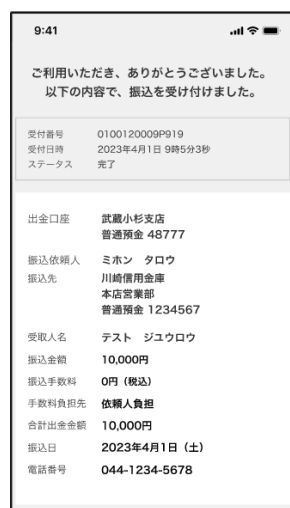 9:41
ご利用いただき、ありがとうございました。
以下の内容で、振込を受け付けました。
受付番号 0100120009P919
受付日時 2023年4月1日 9時5分3秒
ステータス 完了
出金口座 武蔵小杉支店
普通預金 48777
振込依頼人 ミホン　タロウ
振込先 川崎信用金庫
本店営業部
普通預金 1234567
受取人名 テスト　ジユウロウ
振込金額 10,000円
振込手数料 0円（税込）
手数料負担先 依頼人負担
合計出金金額 10,000円
振込日 2023年4月1日（土）
電話番号 044-1234-5678